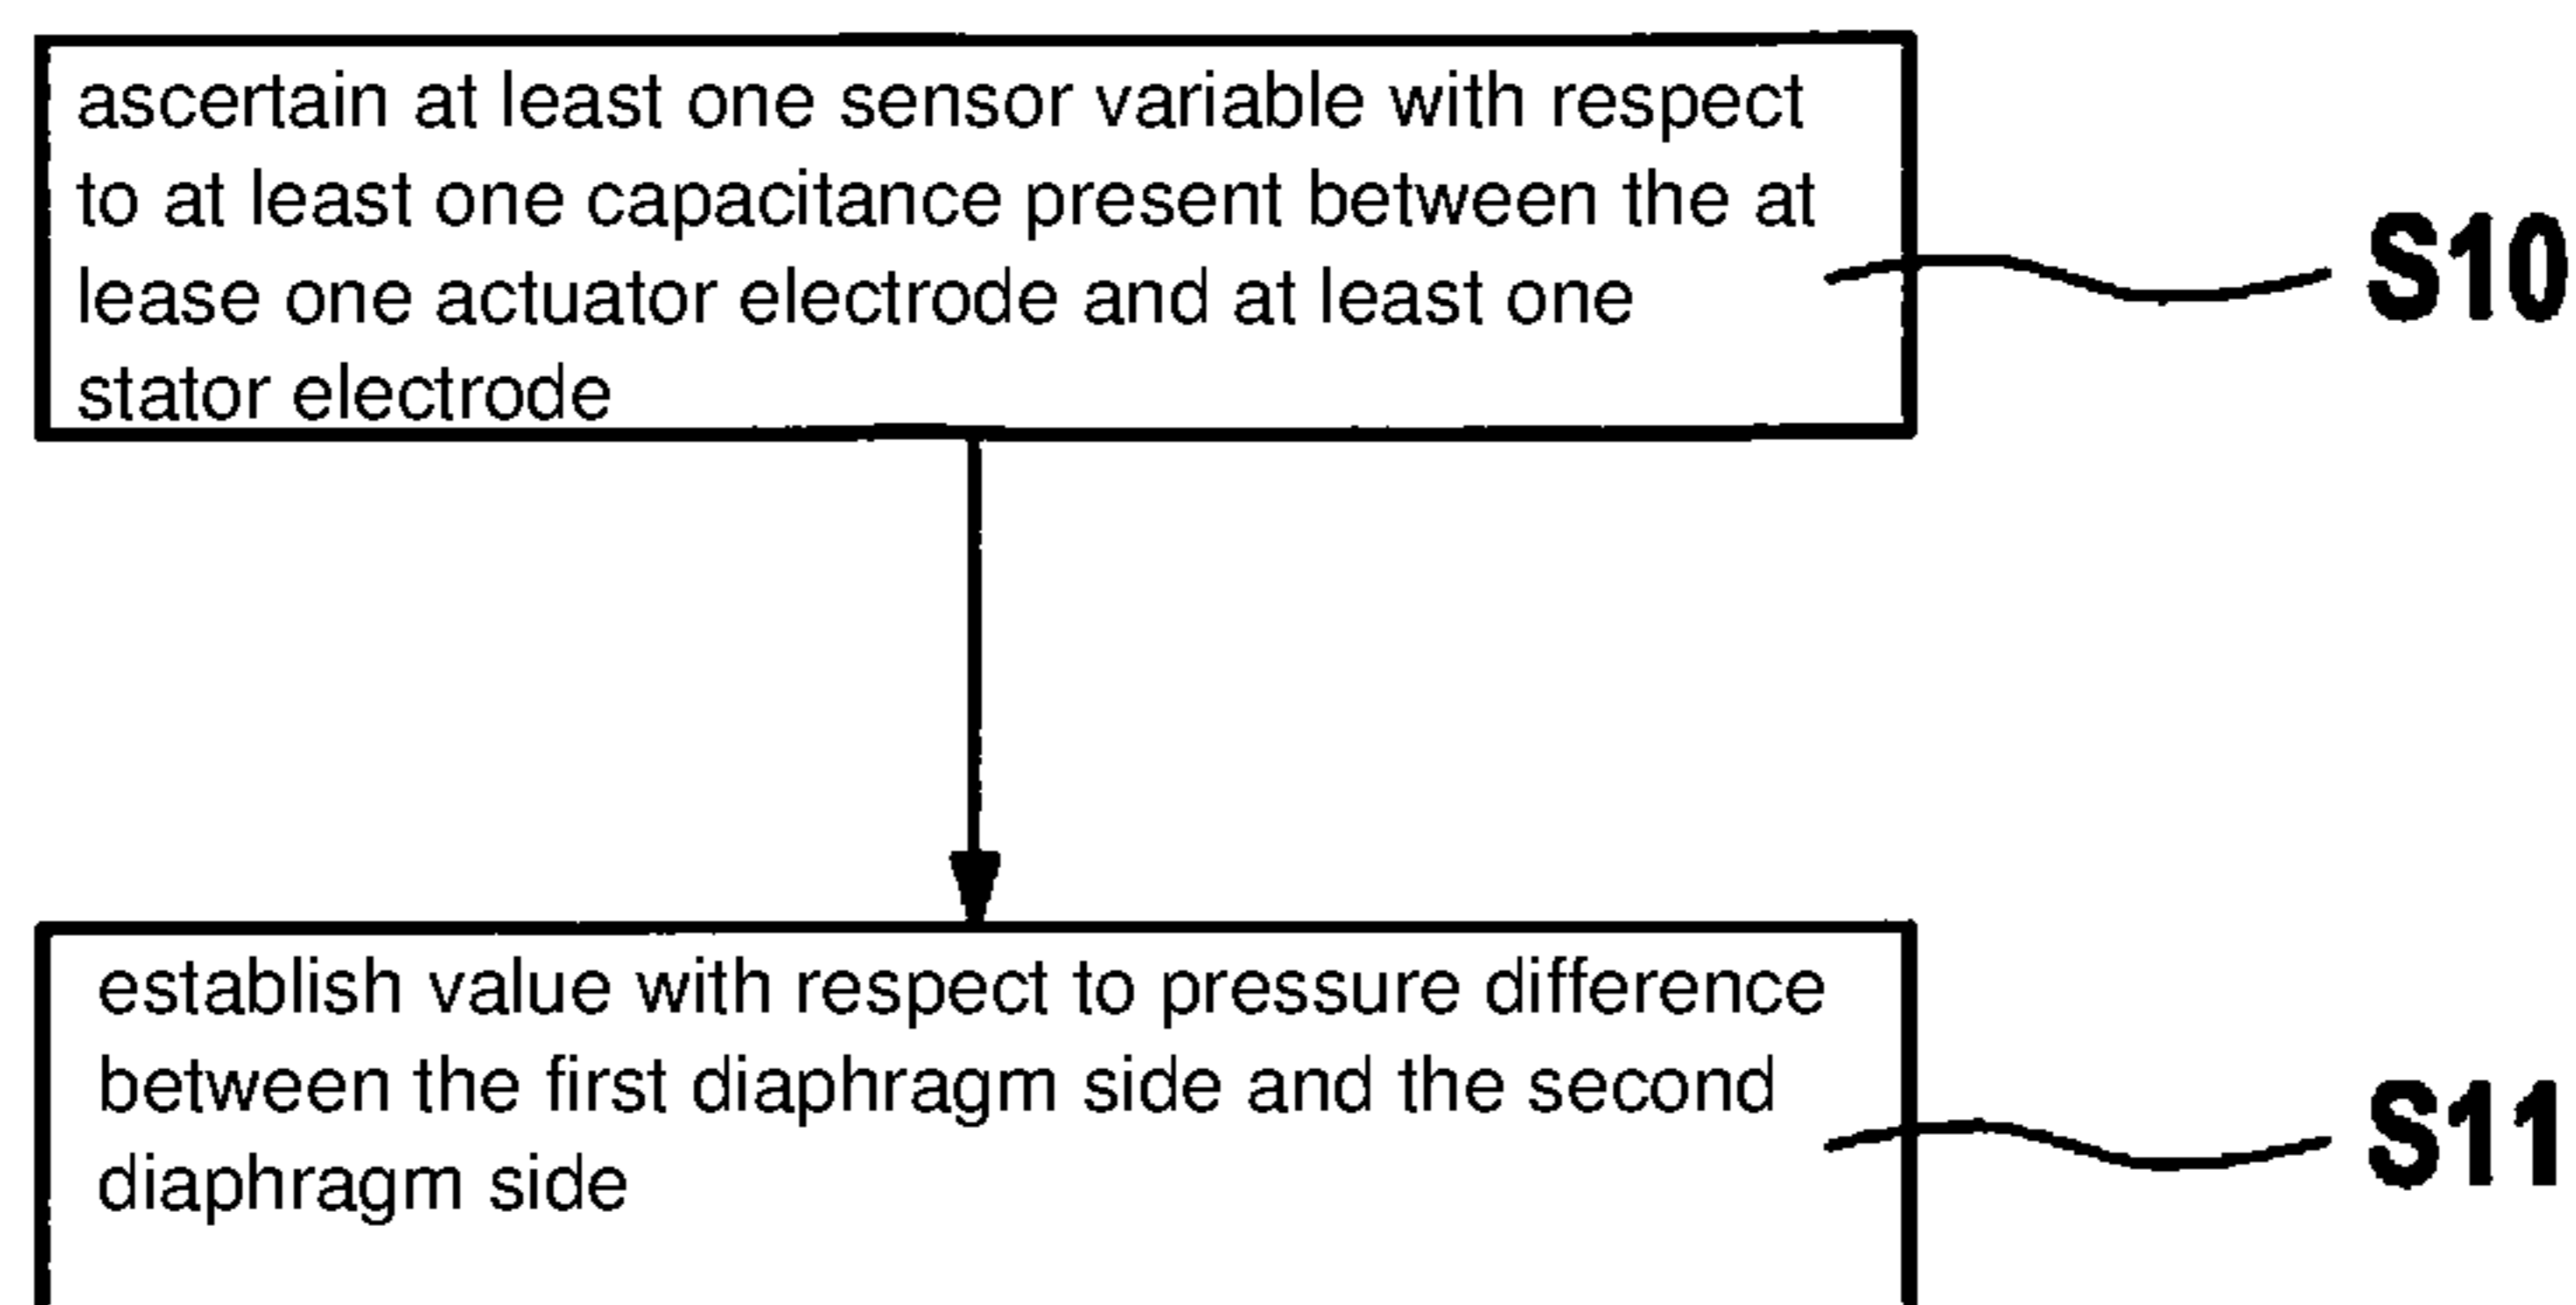 ascertain at least one sensor variable with respect
to at least one capacitance present between the at
lease one actuator electrode and at least one
stator electrode
S10
establish value with respect to pressure difference
between the first diaphragm side and the second
diaphragm side
S11